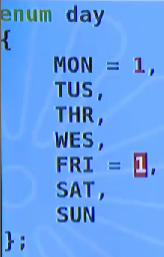 enum day
{
MON = 1,
TUS,
THR,
WES,
FRI = 1,
SAT,
SUN
};